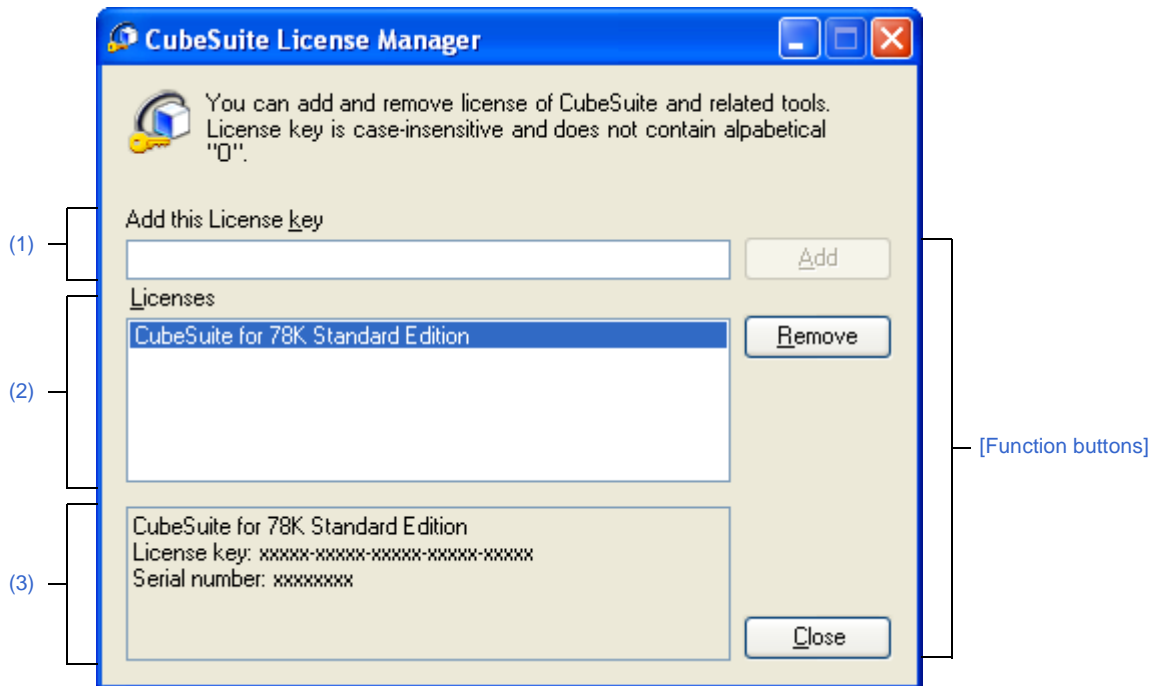 CubeSuite License Manager
You can add and remove license of CubeSuite and related tools.
License key is case-insensitive and does not contain alpabetical
"O".
(1)
Add this License key
Add
(2)
Licenses
CubeSuite for 78K Standard Edition
Remove
[Function buttons]
(3)
CubeSuite for 78K Standard Edition
License key: xxxxx-xxxxx-xxxxx-xxxxx-xxxxx
Serial number: xxxxxxxx
Close